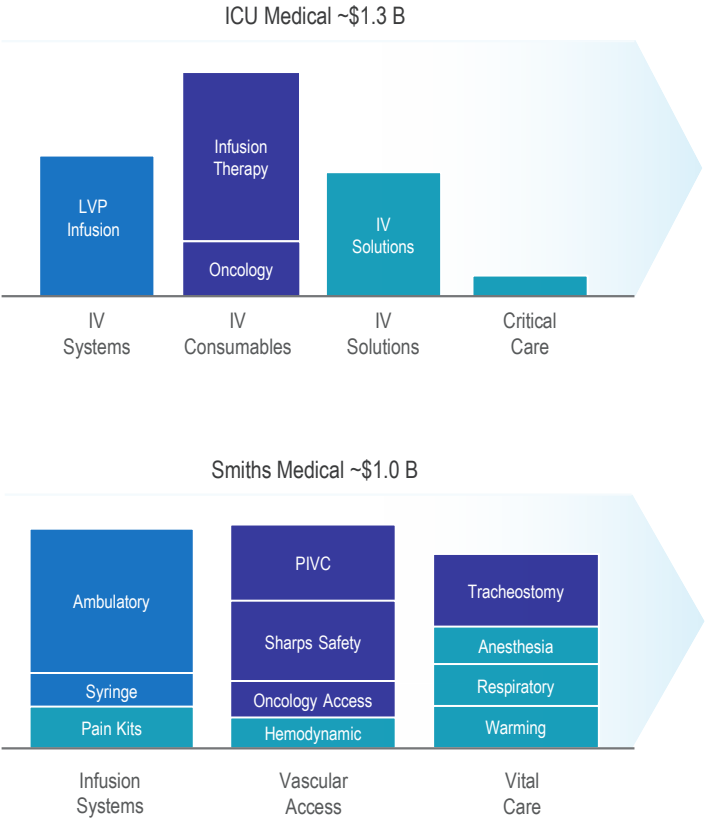 ICU Medical ~$1.3 B
Infusion
Therapy
LVP
Infusion
IV
Solutions
Oncology
IV
Systems
IV
Consumables
IV
Solutions
Critical
Care
Smiths Medical ~$1.0 B
Ambulatory
Syringe
Pain Kits
PIVC
Sharps Safety
Oncology Access
Hemodynamic
Tracheostomy
Anesthesia
Respiratory
Warming
Infusion
Systems
Vascular
Access
Vital
Care